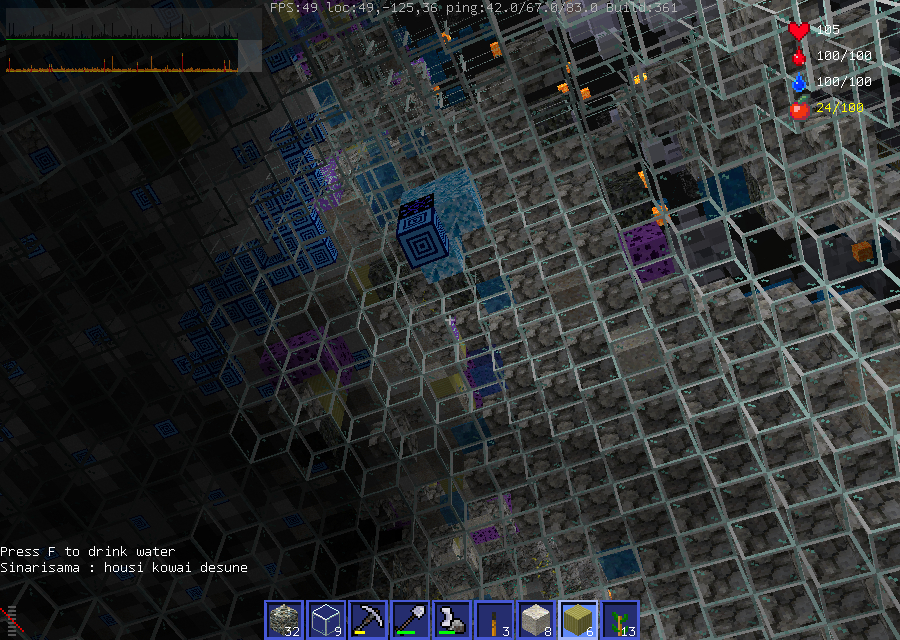 FPS:49 loc:49,-125,36 ping:42.0/67.0/83.0 Build:361
105
100/100
100/100
24/100
Press F to drink water
Sinarisama : housi kowai desune
32 9 3 8 6 13